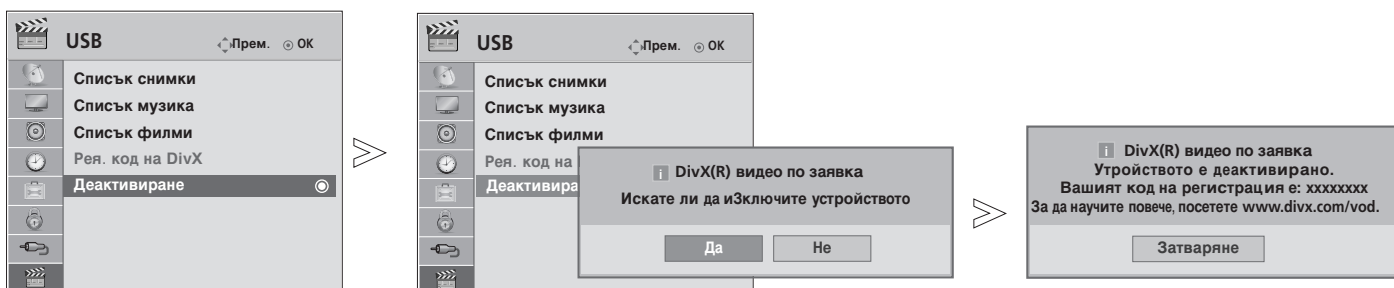 USB
Прем.
OK
Списък снимки
Списък музика
Списък филми
Рея. код на DivX
Деактивиране
USB
Прем.
OK
Списък снимки
Списък музика
Списък филми
Рея. код на
Деактивира
i DivX(R) видео по заявка
Искате ли да иЗключите устройството
Да
Не
i DivX(R) видео по заявка
Утройството е деактивирано.
Вашият код на регистрация е: xxxxxxxx
За да научите повече, посетете www.divx.com/vod.
Затваряне